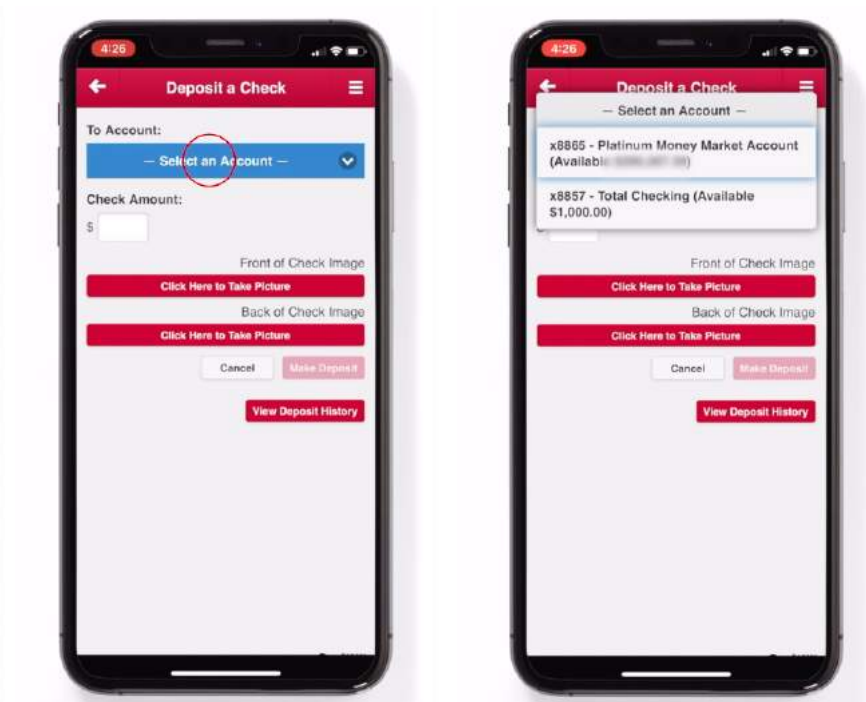 4:26
Deposit a Check
To Account:
— Select an Account —
Check Amount:
$
Front of Check Image
Click Here to Take Picture
Back of Check Image
Click Here to Take Picture
Cancel Make Deposit
View Deposit History
4:26
Deposit a Check
— Select an Account —
x8865 - Platinum Money Market Account
(Available
x8857 - Total Checking (Available
$1,000.00)
Front of Check Image
Click Here to Take Picture
Back of Check Image
Click Here to Take Picture
Cancel Make Deposit
View Deposit History